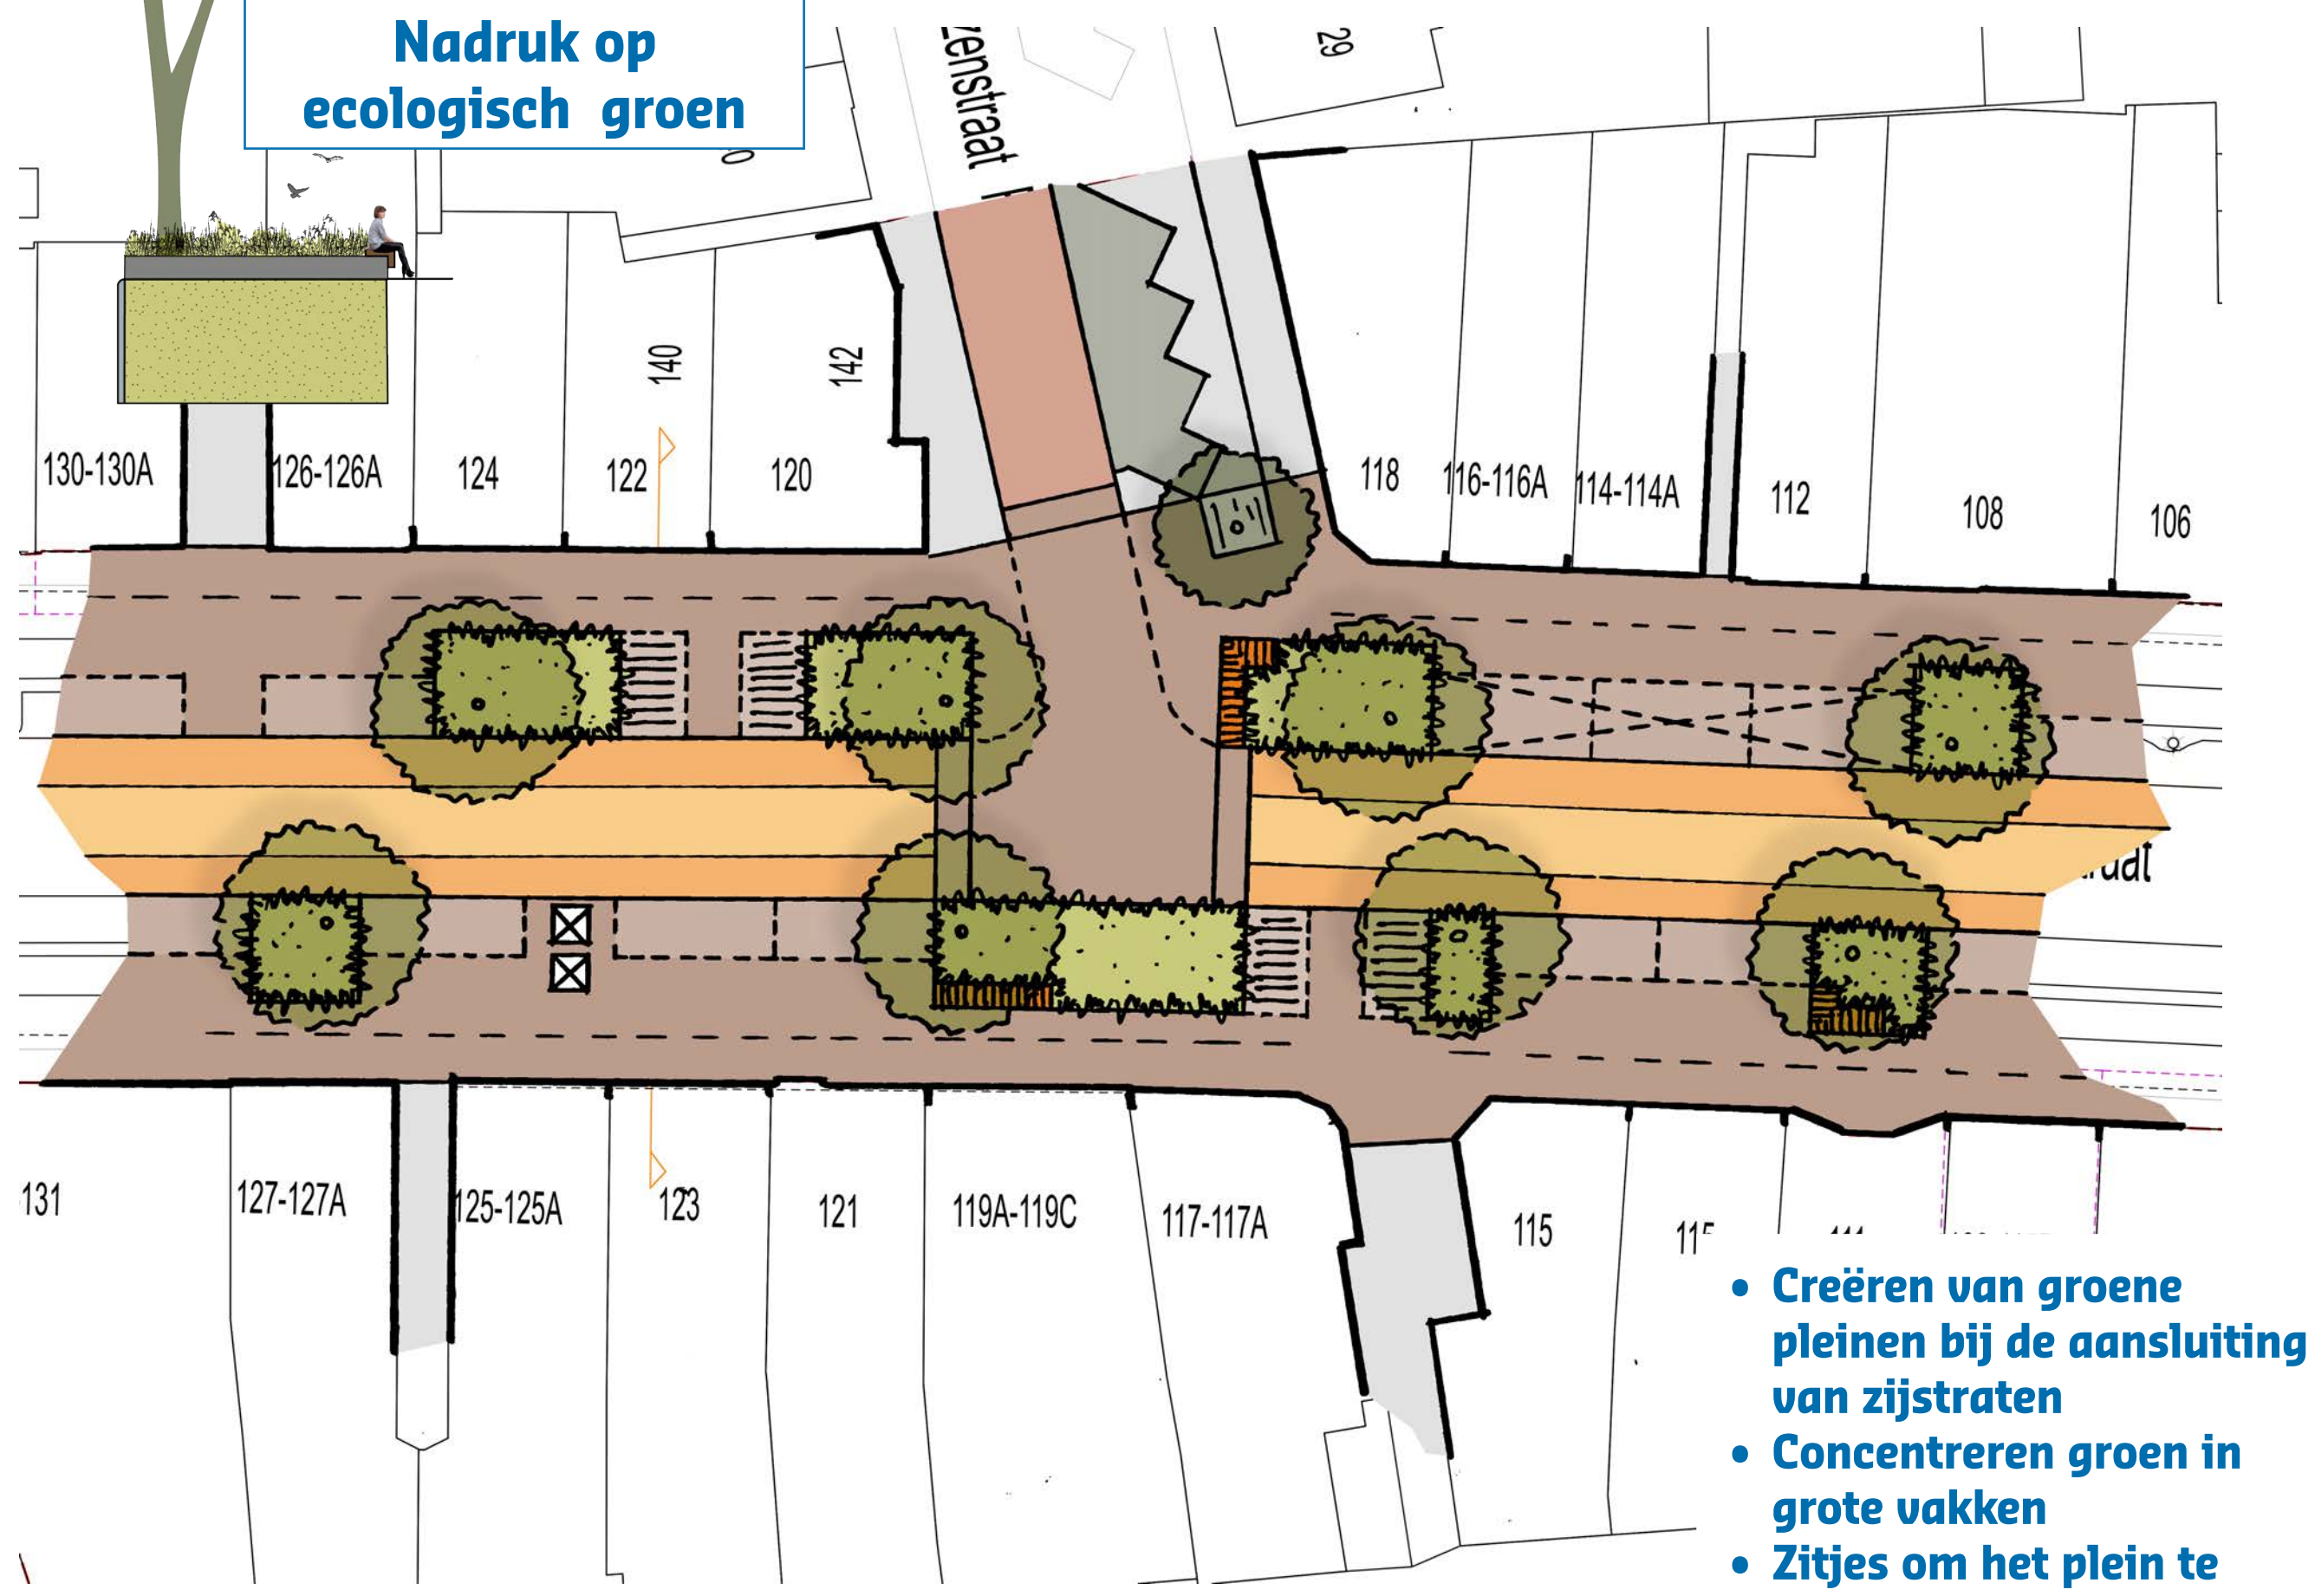 Nadruk op
ecologisch groen
zenstraat
29
140
142
130-130A
126-126A
124
122
120
118
116-116A
114-114A
112
108
106
131
127-127A
125-125A
123
121
119A-119C
117-117A
115
• Creëren van groene
pleinen bij de aansluiting
van zijstraten
• Concentreren groen in
grote vakken
• Zitjes om het plein te